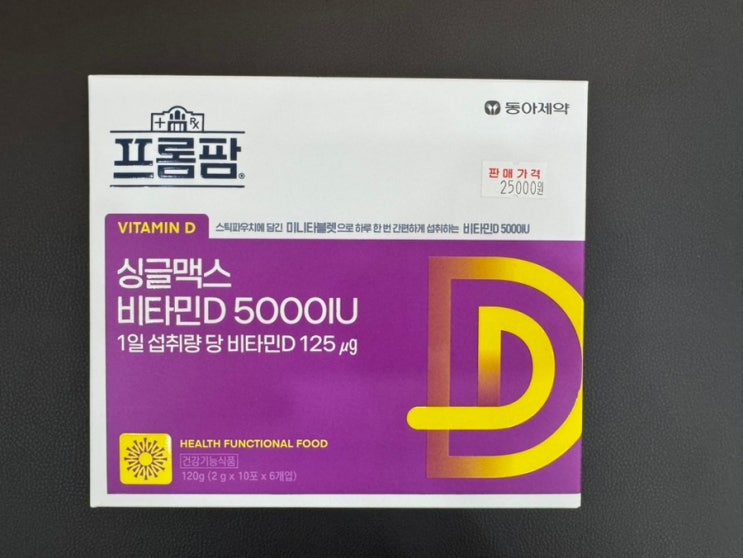 동아제약
+ Rx
프롬팜®
판매가격
25000원
VITAMIN D
스틱파우치에 담긴 미니타블렛으로 하루 한 번 간편하게 섭취하는 비타민D 5000IU
싱글맥스
비타민D 5000IU
1일 섭취량 당 비타민D 125 μg
D
HEALTH FUNCTIONAL FOOD
건강기능식품
120g (2 g x 10포 x 6개입)